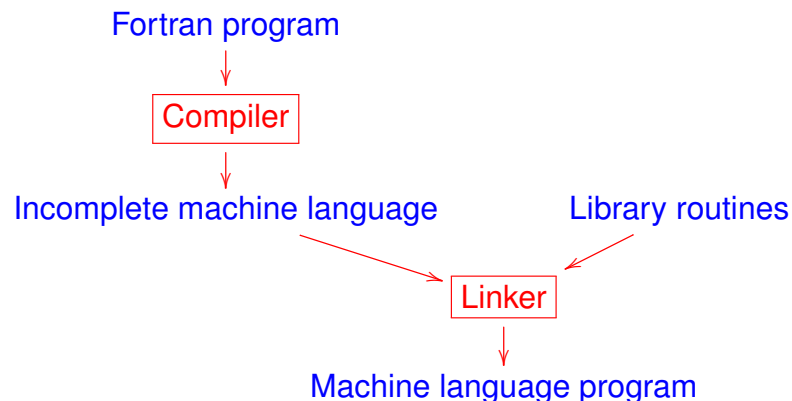 Fortran program
Compiler
Incomplete machine language
Library routines
Linker
Machine language program